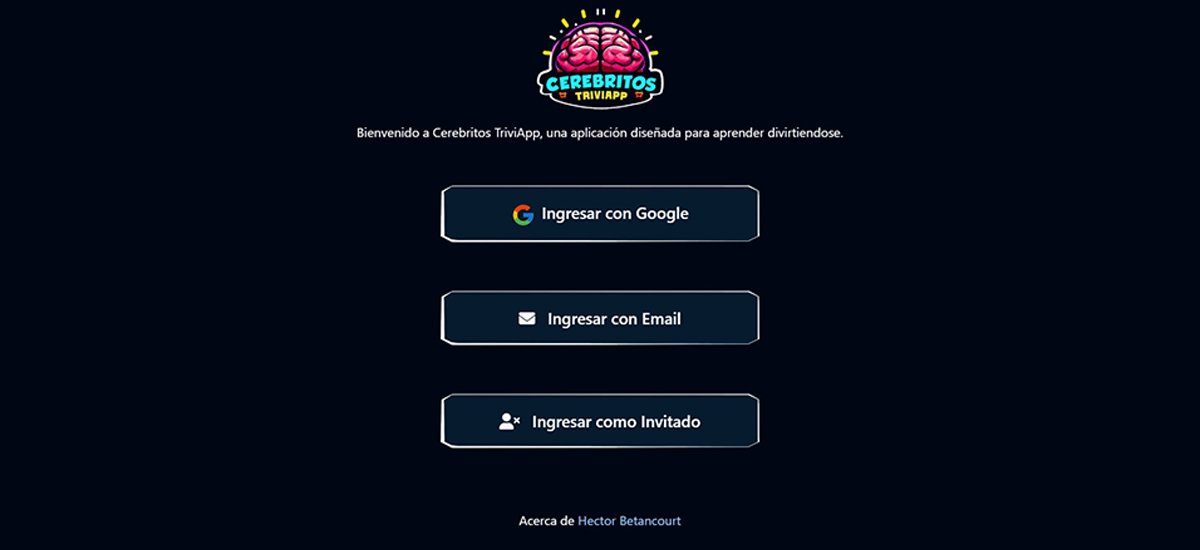 CEREBRITOS
TRIVIAPP
Bienvenido a Cerebritos TriviApp, una aplicación diseñada para aprender divirtiendose.
Ingresar con Google
Ingresar con Email
Ingresar como Invitado
Acerca de Hector Betancourt